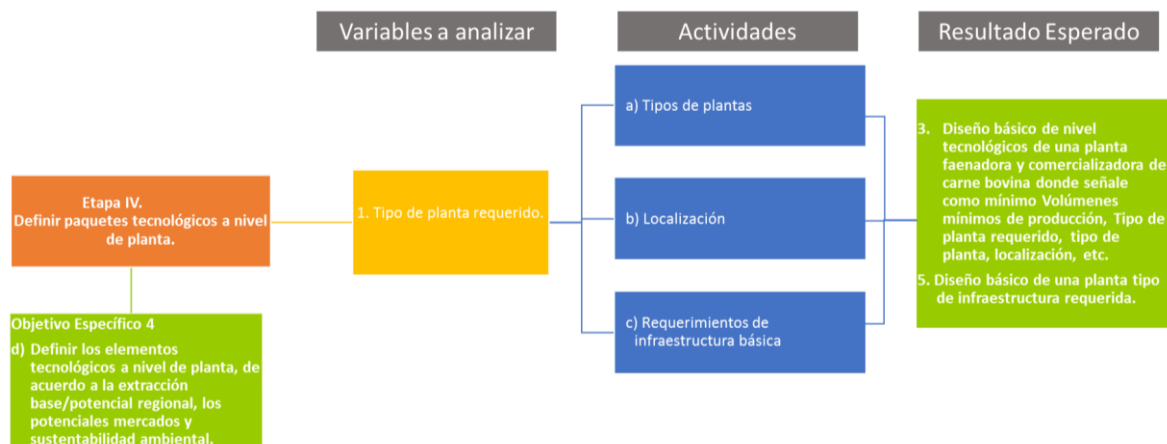 Variables a analizar
Actividades
Resultado Esperado
Etapa IV.
Definir paquetes tecnológicos a nivel
de planta.
Objetivo Específico 4
d) Definir los elementos
tecnológicos a nivel de planta, de
acuerdo a la extracción
base/potencial regional, los
potenciales mercados y
sustentabilidad ambiental.
1. Tipo de planta requerido.
a) Tipos de plantas
b) Localización
c) Requerimientos de
infraestructura básica
3. Diseño básico de nivel
tecnológicos de una planta
faenadora y comercializadora de
carne bovina donde señale
como mínimo Volúmenes
mínimos de producción, Tipo de
planta requerido, tipo de
planta, localización, etc.
5. Diseño básico de una planta tipo
de infraestructura requerida.